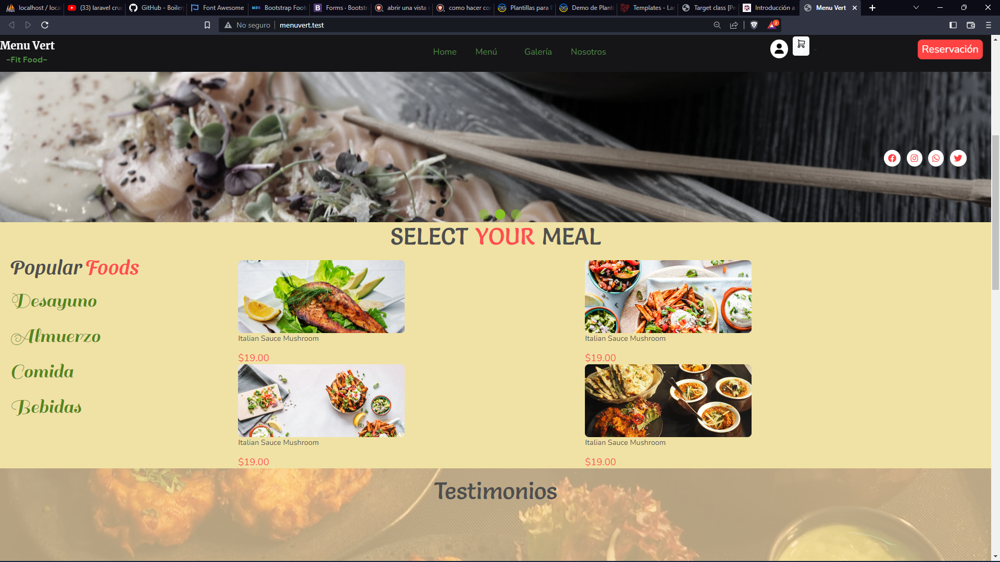 localhost / loca
(33) laravel cru
GitHub - Boiler
Font Awesome
Bootstrap Foot
Forms · Bootstr
abrir una vista
como hacer co
Plantillas para
Demo de Planti
Templates - Lar
Target class [Pr
Introducción a
Menu Vert
No seguro
menuvert.test
2
Menu Vert
-Fit Food-
Home
Menú
Galería
Nosotros
Reservación
SELECT YOUR MEAL
Popular Foods
Desayuno
Almuerzo
Comida
Bebidas
Italian Sauce Mushroom
$19.00
Italian Sauce Mushroom
$19.00
Italian Sauce Mushroom
$19.00
Italian Sauce Mushroom
$19.00
Testimonios